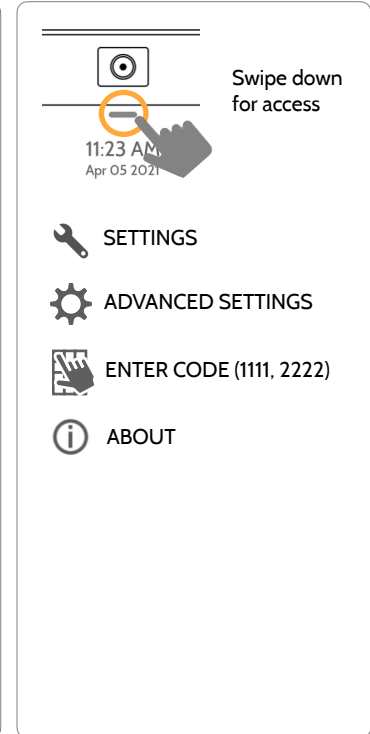 Swipe down
for access
11:23 AM
Apr 05 2021
SETTINGS
ADVANCED SETTINGS
ENTER CODE (1111, 2222)
ABOUT